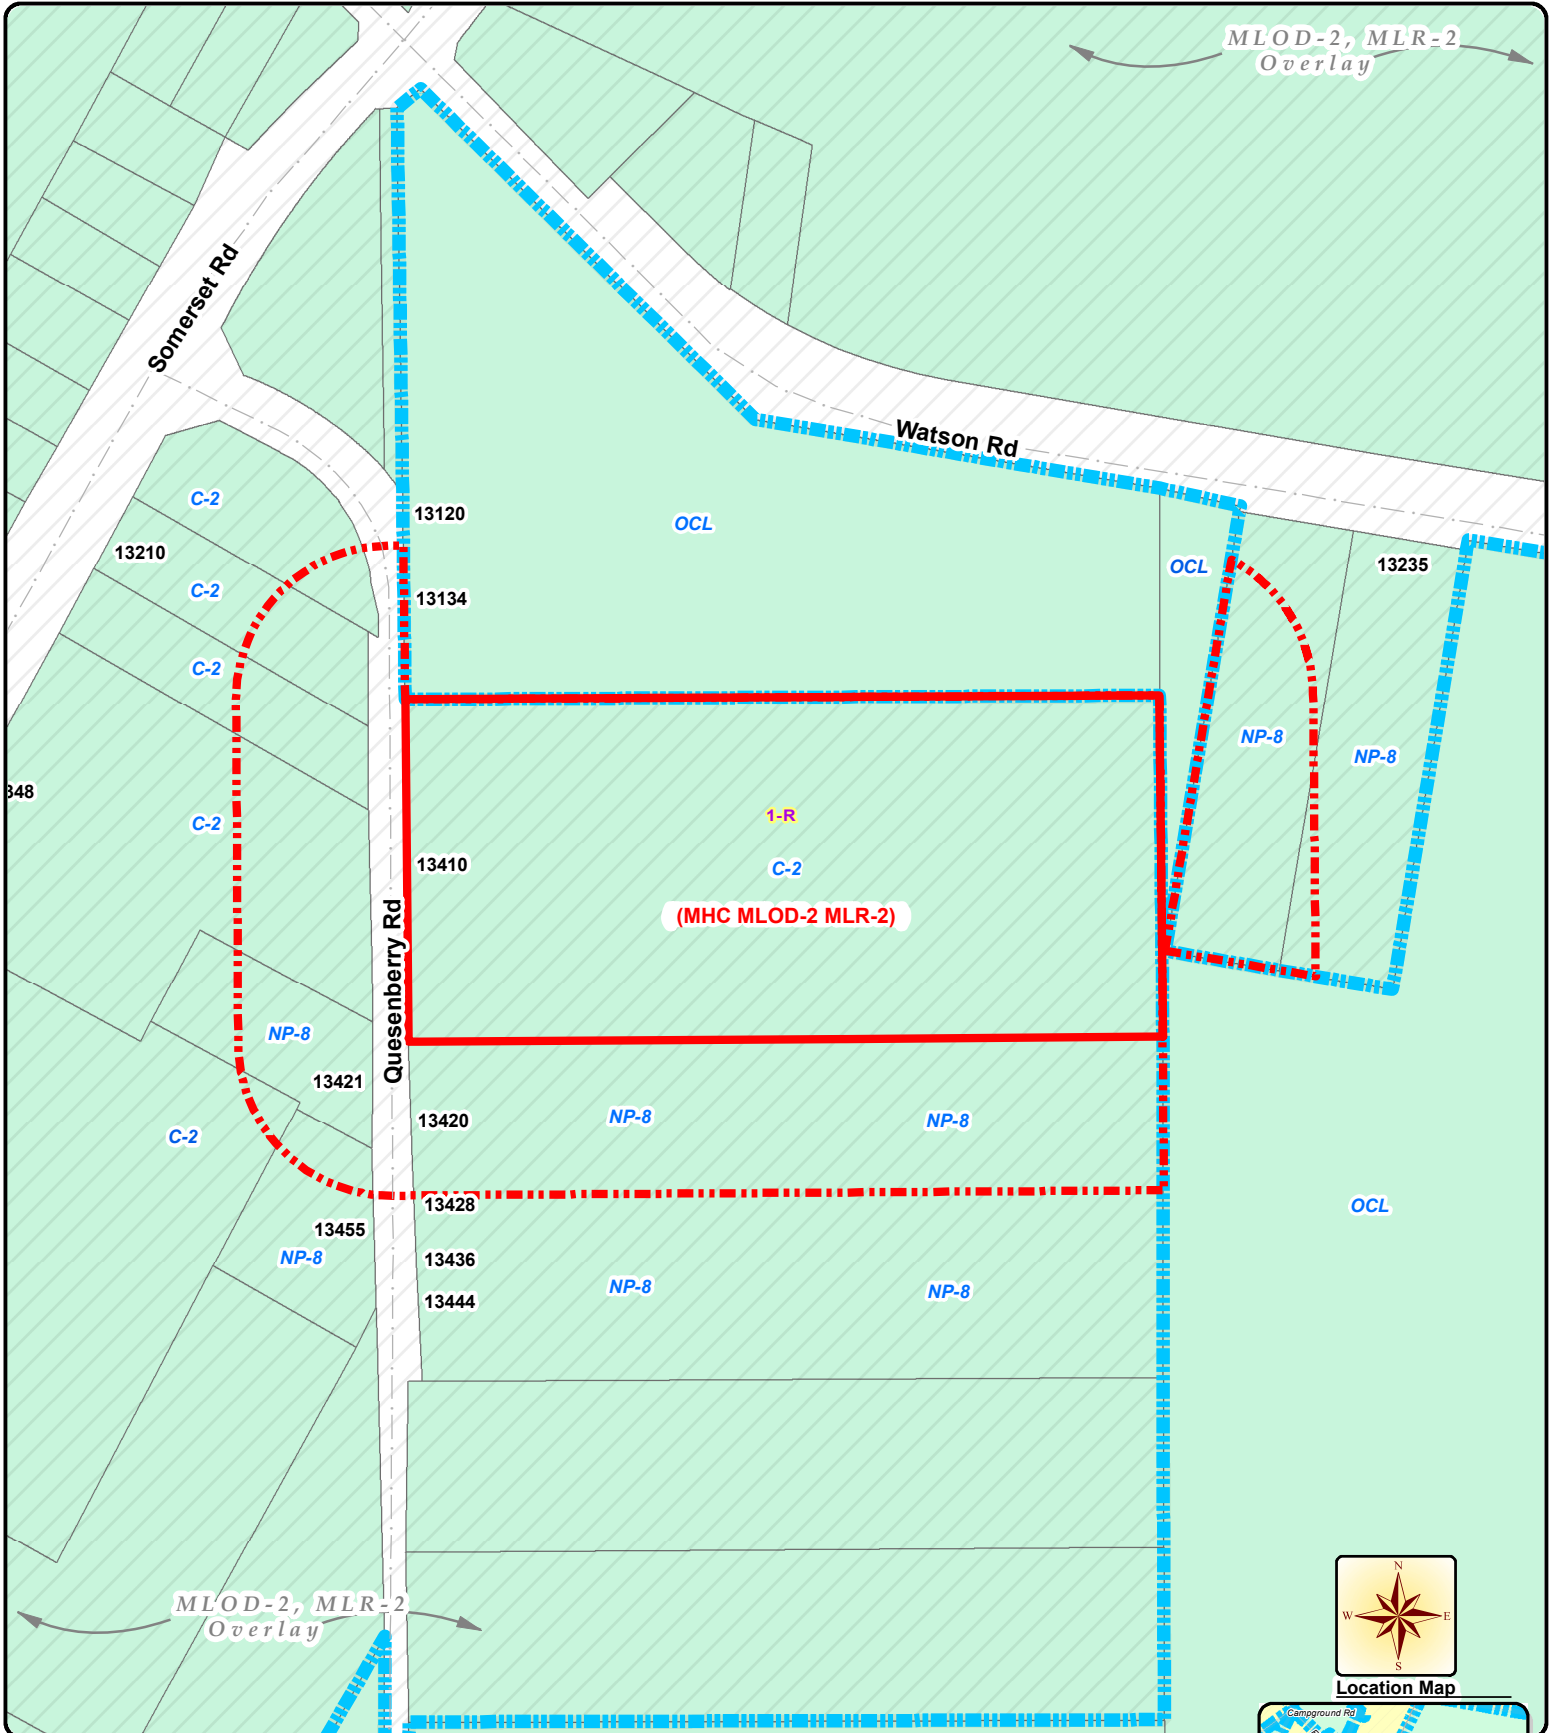 MLOD-2, MLR-2
Overlay
Somerset Rd
Watson Rd
C-2
13120
OCL
13210
OCL
13235
C-2
13134
C-2
NP-8
NP-8
348
1-R
C-2
13410
C-2
(MHC MLOD-2 MLR-2)
Quesenberry Rd
NP-8
13421
13420
NP-8
NP-8
C-2
13428
OCL
13455
NP-8
13436
NP-8
NP-8
13444
MLOD-2, MLR-2
Overlay
N
W
E
S
Location Map
Campground Rd